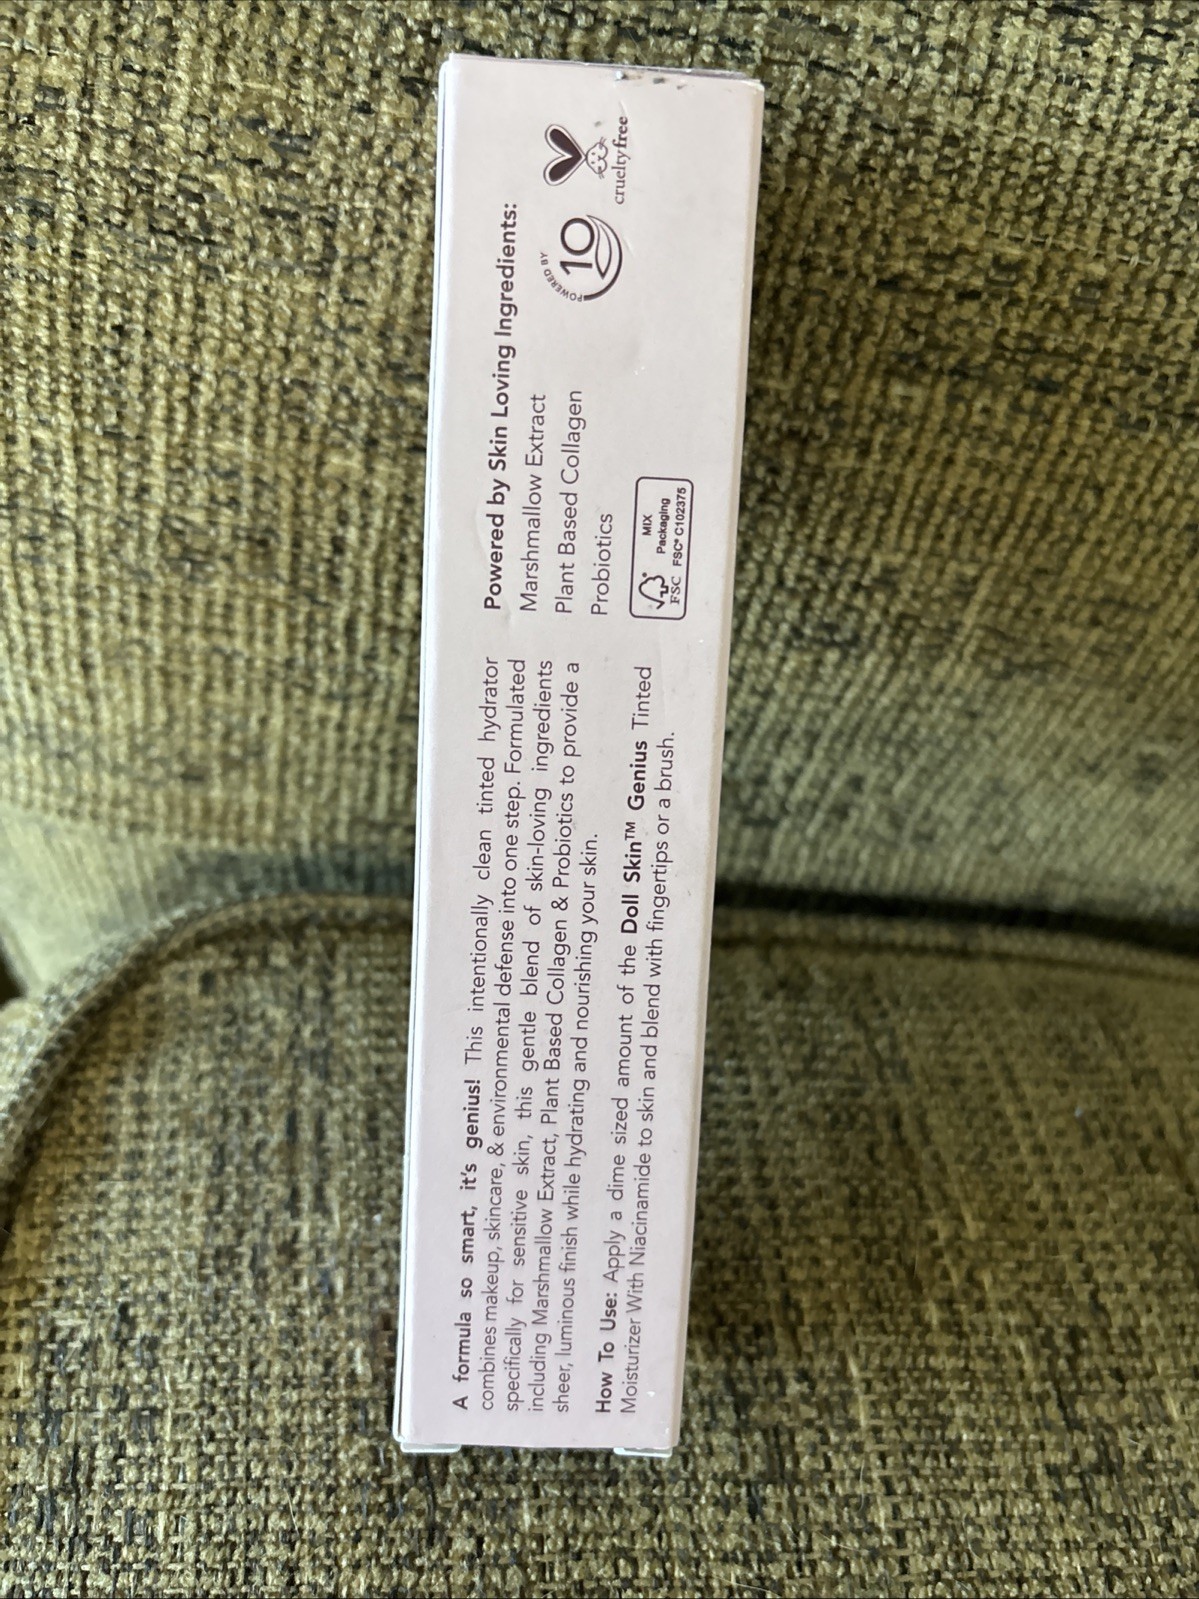 A formula so smart, it's genius! This intentionally clean tinted hydrator
combines makeup, skincare, & environmental defense into one step. Formulated
specifically for sensitive skin, this gentle blend of skin-loving ingredients
including Marshmallow Extract, Plant Based Collagen & Probiotics to provide a
sheer, luminous finish while hydrating and nourishing your skin.
How To Use: Apply a dime sized amount of the Doll Skin™ Genius Tinted
Moisturizer With Niacinamide to skin and blend with fingertips or a brush.
Powered by Skin Loving Ingredients:
Marshmallow Extract
Plant Based Collagen
Probiotics
FSC
MIX
Packaging
FSC® C102375
POWERED BY
10
cruelty free